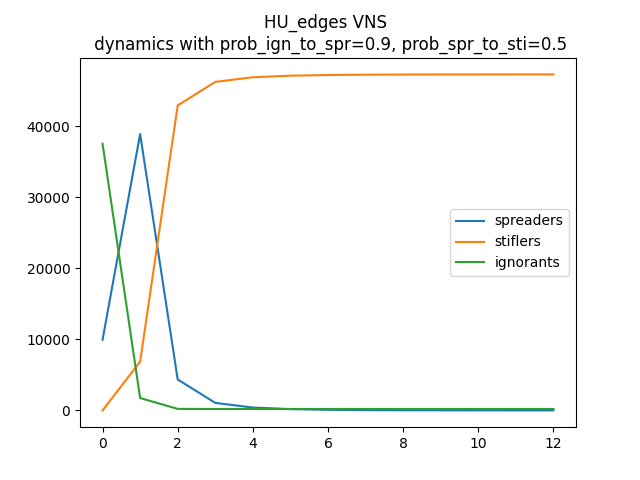 HU_edges VNS
dynamics with prob_ign_to_spr=0.9, prob_spr_to_sti=0.5
40000
30000
20000
10000
0
spreaders
stiflers
ignorants
0 2 4 6 8 10 12